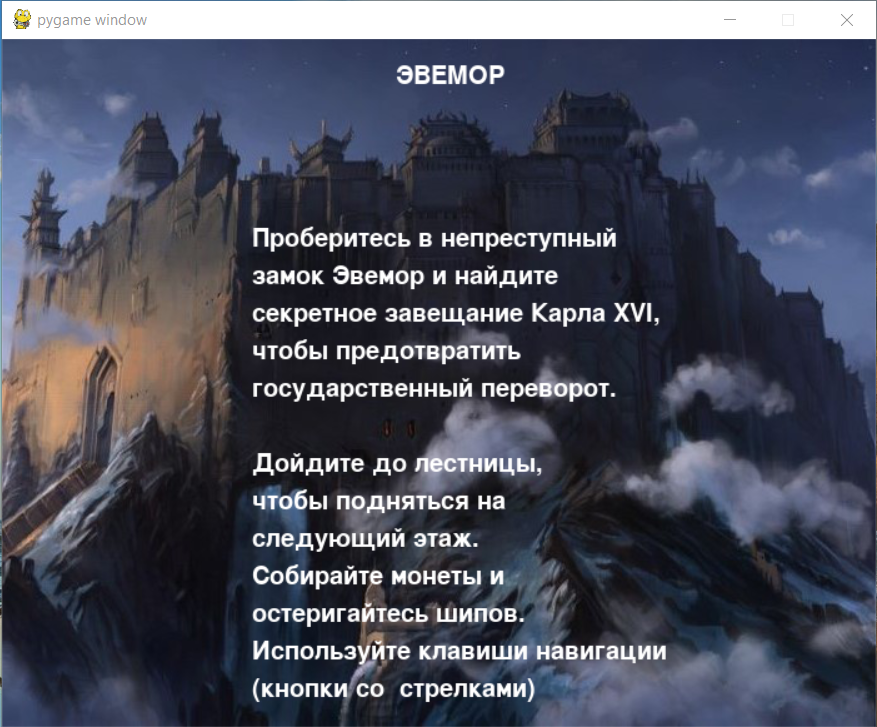 pygame window
ЭВЕМОР
Проберитесь в непреступный
замок Эвемор и найдите
секретное завещание Карла XVI,
чтобы предотвратить
государственный переворот.
Дойдите до лестницы,
чтобы подняться на
следующий этаж.
Собирайте монеты и
остеригайтесь шипов.
Используйте клавиши навигации
(кнопки со  стрелками)